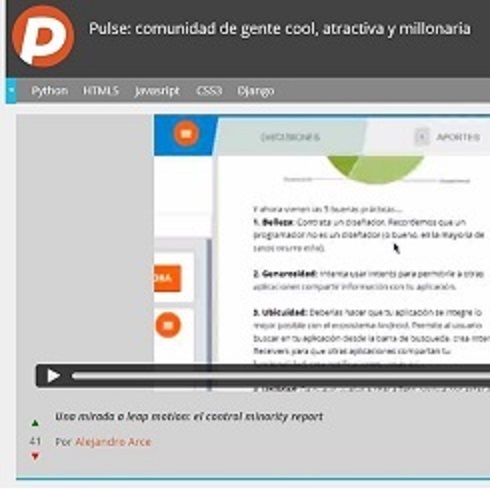 Pulse: comunidad de gente cool, atractiva y millonaria
Python HTML5 Javasript CSS3 Django
DISCUSIONES APORTES
Y ahora vienen las 5 buenas prácticas...
1. Belleza: Contrata un diseñador. Recordemos que un
programador no es un diseñador (o bueno, en la mayoría de
casos ocurre esto).
2. Generosidad: Intenta usar intents para permitirle a otras
aplicaciones compartir información con tu aplicación.
3. Ubicuidad: Deberías hacer que tu aplicación se integre lo
mejor posible con el ecosistema Android. Permite al usuario
buscar en tu aplicación desde la barra de búsqueda, crea inten
Receivers para que otras aplicaciones compartan tu
Una mirada a leap motion: el control minority report
41 Por Alejandro Arce